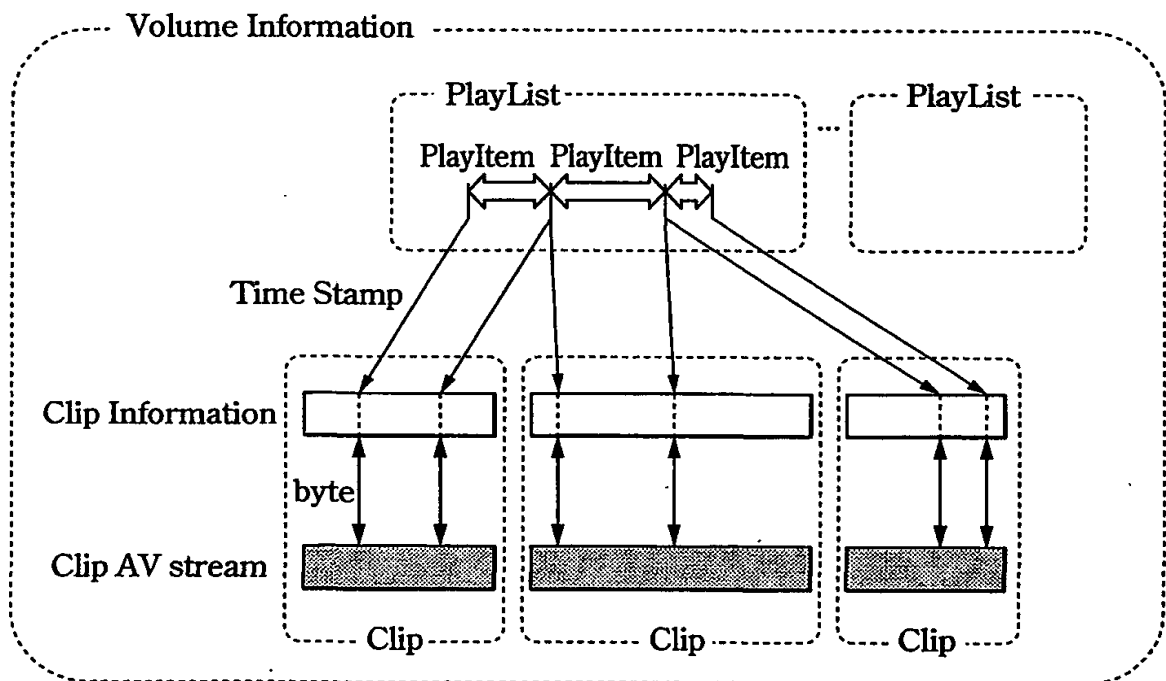 Volume Information
PlayList
PlayList
...
PlayItem PlayItem PlayItem
Time Stamp
Clip Information
byte
Clip AV stream
Clip
Clip
Clip